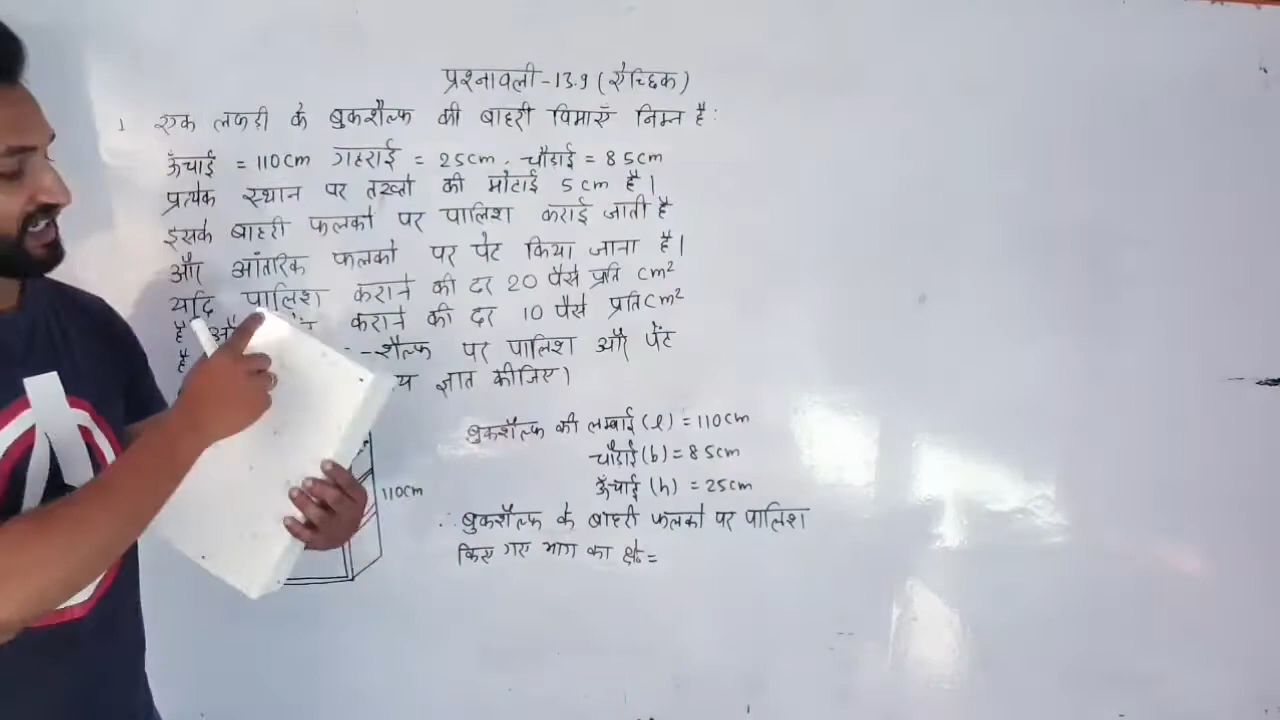 प्रश्नावली-13.9 (ऐच्छिक)
1 एक लकड़ी के बुकशैल्फ की बाहरी विमाएँ निम्न है:
ऊँचाई = 110cm गहराई = 25cm, चौड़ाई = 85cm
प्रत्येक स्थान पर तख्तों की मोटाई 5cm है।
इसके बाहरी फलकों पर पालिश कराई जाती है
और आंतरिक फलकों पर पेंट किया जाना है।
यदि पालिश कराने की दर 20 पैसे प्रति cm²
है और कराने की दर 10 पैसे प्रति cm²
है शैल्फ पर पालिश और पेंट
ज्ञात कीजिए।
बुकशैल्फ की लम्बाई (l) = 110cm
चौड़ाई (b) = 85cm
ऊँचाई (h) = 25cm
110cm
∴ बुकशैल्फ के बाहरी फलकों पर पालिश
किए गए भाग का क्षे॰ =